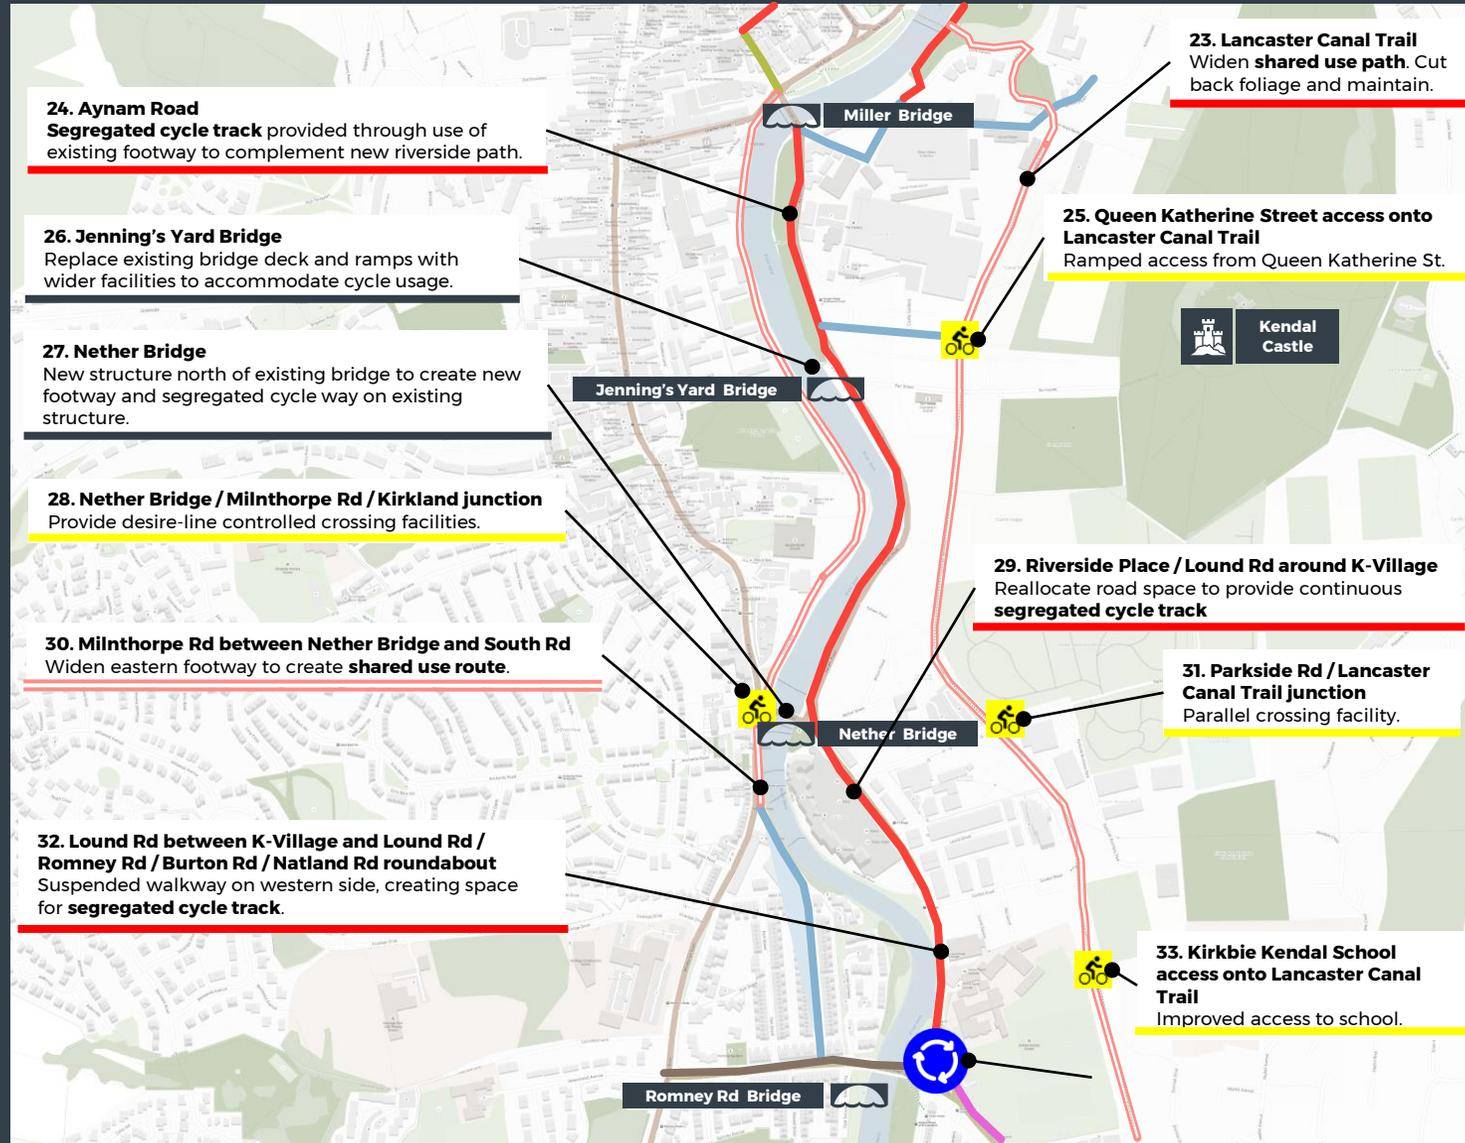 23. Lancaster Canal Trail
Widen shared use path. Cut
back foliage and maintain.
24. Aynam Road
Segregated cycle track provided through use of
existing footway to complement new riverside path.
Miller Bridge
25. Queen Katherine Street access onto
Lancaster Canal Trail
Ramped access from Queen Katherine St.
26. Jenning’s Yard Bridge
Replace existing bridge deck and ramps with
wider facilities to accommodate cycle usage.
Kendal
Castle
27. Nether Bridge
New structure north of existing bridge to create new
footway and segregated cycle way on existing
structure.
Jenning’s Yard Bridge
28. Nether Bridge / Milnthorpe Rd / Kirkland junction
Provide desire-line controlled crossing facilities.
29. Riverside Place / Lound Rd around K-Village
Reallocate road space to provide continuous
segregated cycle track
30. Milnthorpe Rd between Nether Bridge and South Rd
Widen eastern footway to create shared use route.
31. Parkside Rd / Lancaster
Canal Trail junction
Parallel crossing facility.
Nether Bridge
32. Lound Rd between K-Village and Lound Rd /
Romney Rd / Burton Rd / Natland Rd roundabout
Suspended walkway on western side, creating space
for segregated cycle track.
33. Kirkbie Kendal School
access onto Lancaster Canal
Trail
Improved access to school.
Romney Rd Bridge